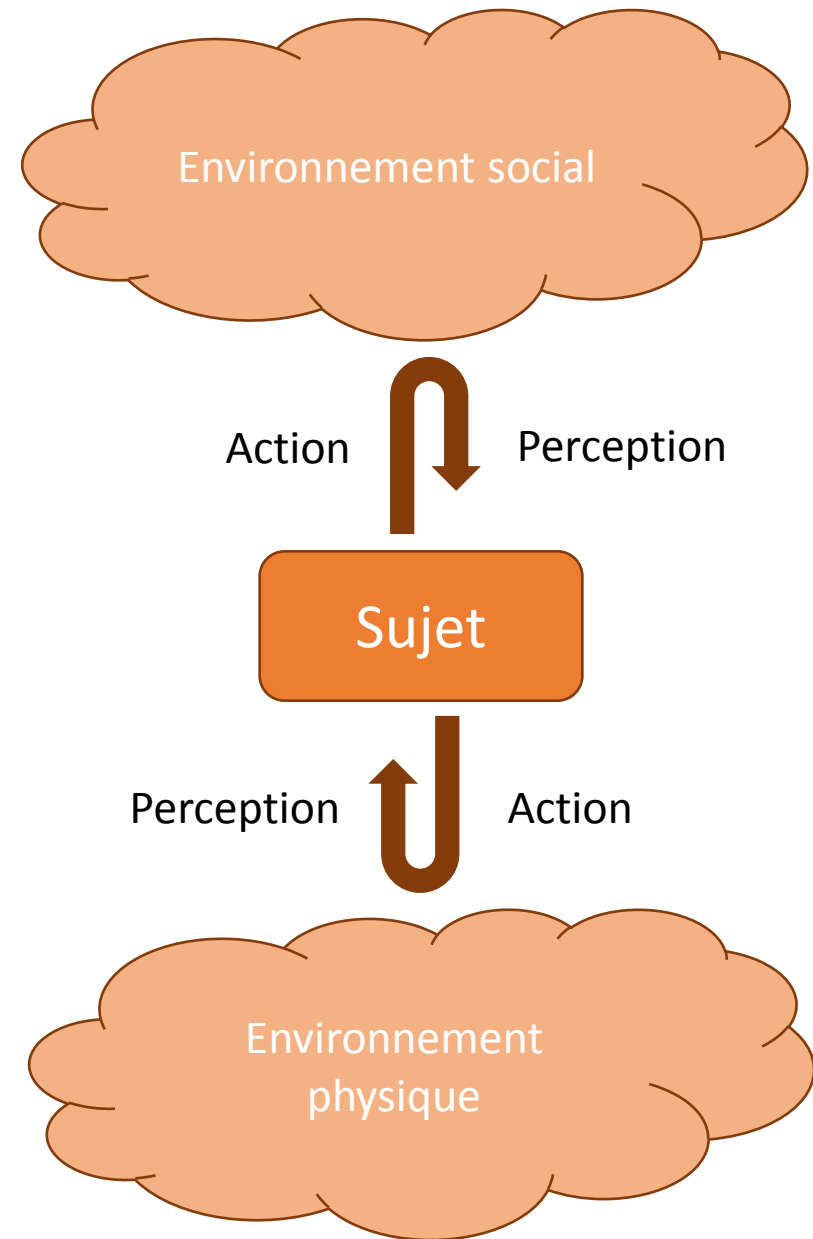 Environnement social
Action
Perception
Sujet
Perception
Action
Environnement
physique